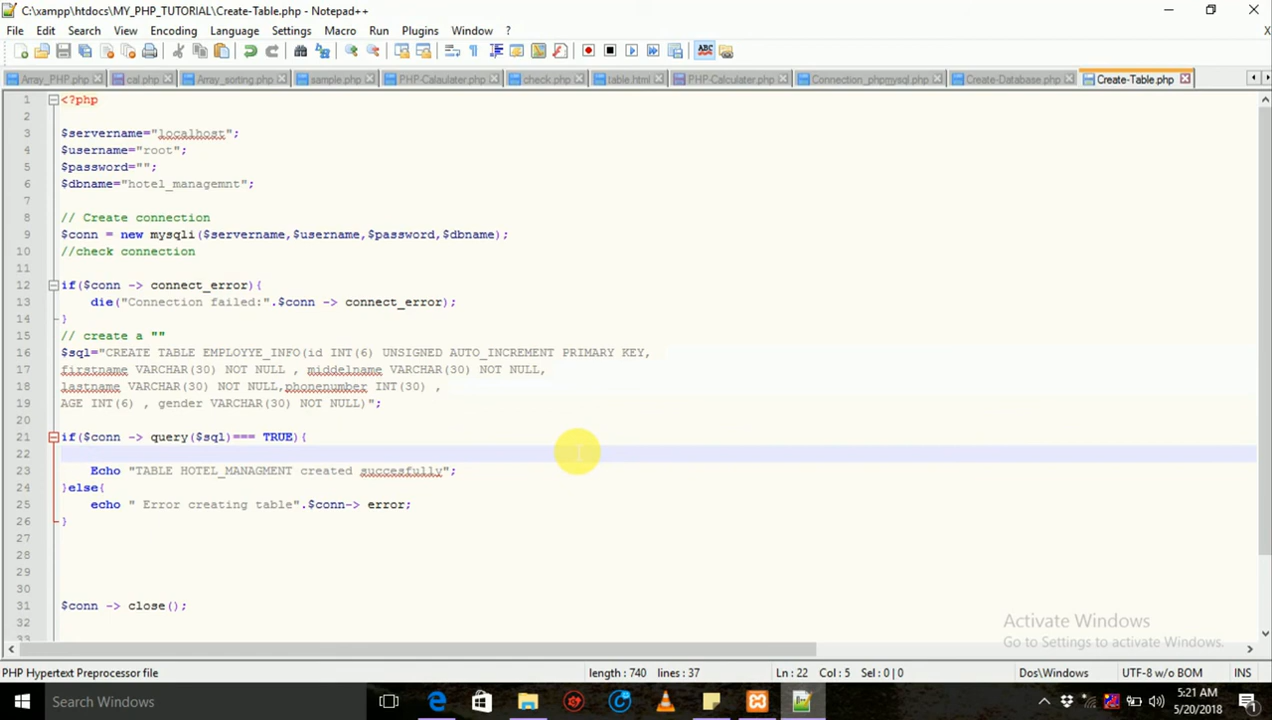 C:\xampp\htdocs\MY_PHP_TUTORIAL\Create-Table.php - Notepad++
File Edit Search View Encoding Language Settings Macro Run Plugins Window ? X
Array_PHP.php cal.php Array_sorting.php sample.php PHP-Calaulater.php check.php table.html PHP-Calculater.php Connection_phpmysql.php Create-Database.php Create-Table.php
1 <?php
2
3 $servername="localhost";
4 $username="root";
5 $password="";
6 $dbname="hotel_managemnt";
7
8 // Create connection
9 $conn = new mysqli($servername,$username,$password,$dbname);
10 //check connection
11
12 if($conn -> connect_error){
13 die("Connection failed:".$conn -> connect_error);
14 }
15 // create a ""
16 $sql="CREATE TABLE EMPLOYYE_INFO(id INT(6) UNSIGNED AUTO_INCREMENT PRIMARY KEY,
17 firstname VARCHAR(30) NOT NULL , middelname VARCHAR(30) NOT NULL,
18 lastname VARCHAR(30) NOT NULL,phonenumber INT(30) ,
19 AGE INT(6) , gender VARCHAR(30) NOT NULL)";
20
21 if($conn -> query($sql)=== TRUE){
22
23 Echo "TABLE HOTEL_MANAGMENT created succesfully";
24 }else{
25 echo " Error creating table".$conn-> error;
26 }
27
28
29
30
31 $conn -> close();
32
33
Activate Windows
Go to Settings to activate Windows.
PHP Hypertext Preprocessor file length : 740 lines : 37 Ln : 22 Col : 5 Sel : 0 | 0 Dos\Windows UTF-8 w/o BOM INS
Search Windows
5:21 AM
5/20/2018
1